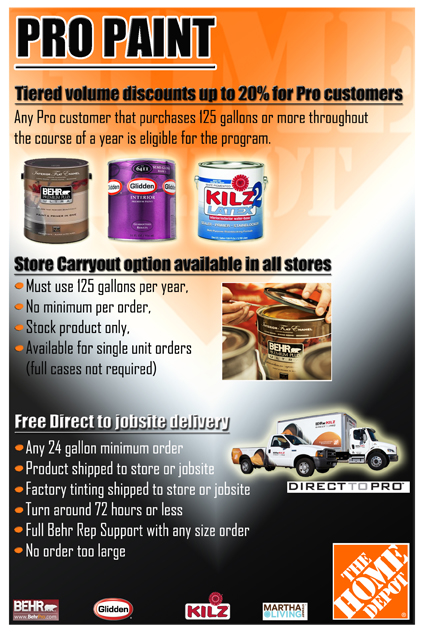 PRO PAINT
Tiered volume discounts up to 20% for Pro customers
Any Pro customer that purchases 125 gallons or more throughout
the course of a year is eligible for the program.
BEHR
6411
Glidden
INTERIOR
KILZ2
LATEX
Store Carryout option available in all stores
Must use 125 gallons per year,
No minimum per order,
Stock product only,
Available for single unit orders
(full cases not required)
BEHR
Free Direct to jobsite delivery
Any 24 gallon minimum order
Product shipped to store or jobsite
Factory tinting shipped to store or jobsite
Turn around 72 hours or less
Full Behr Rep Support with any size order
No order too large
DIRECTTOPRO
THE
HOME
DEPOT
BEHR
Glidden
KILZ
MARTHA
LIVING